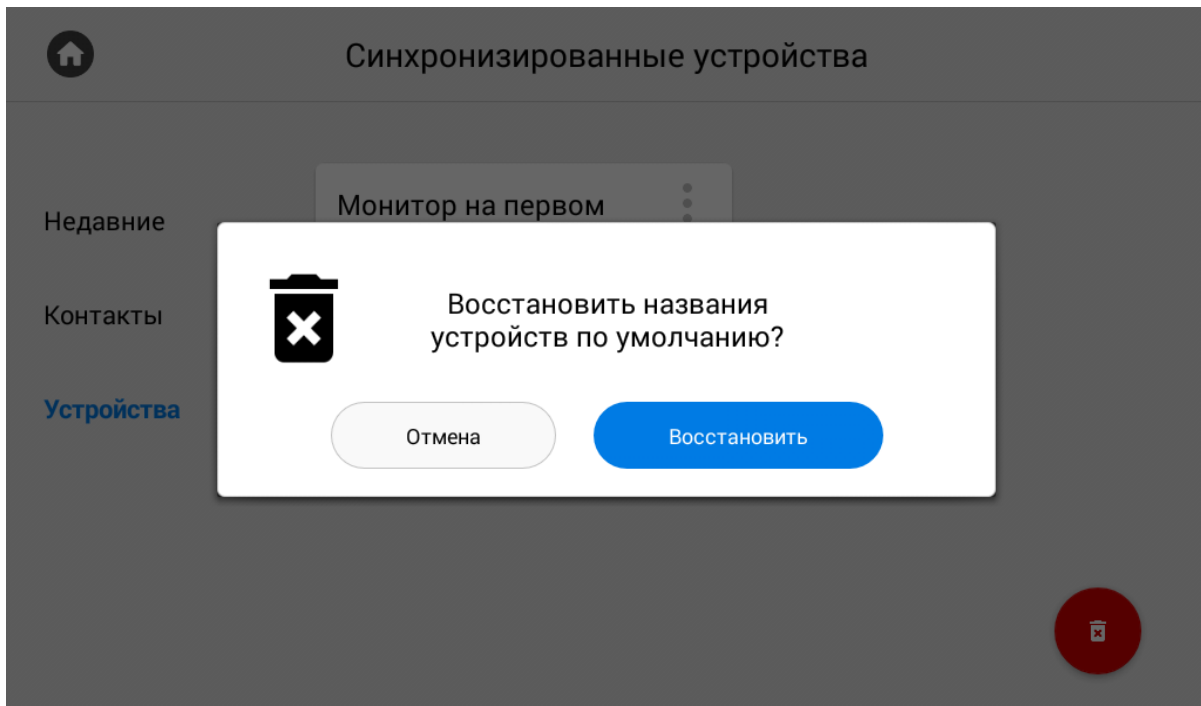 Синхронизированные устройства
Недавние
Контакты
Устройства
Монитор на первом
Восстановить названия
устройств по умолчанию?
Отмена
Восстановить